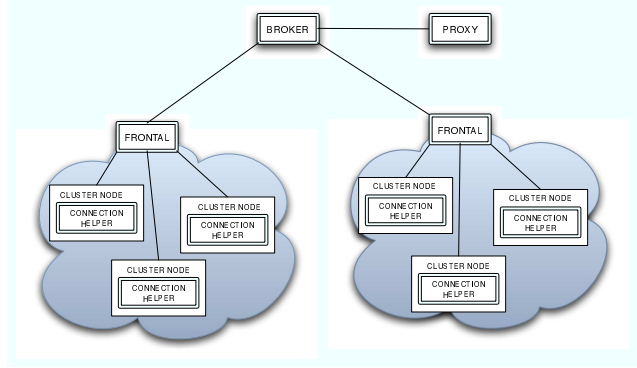 BROKER
PROXY
FRONTAL
FRONTAL
CLUSTER NODE
CONNECTION
HELPER
CLUSTER NODE
CONNECTION
HELPER
CLUSTER NODE
CONNECTION
HELPER
CLUSTER NODE
CONNECTION
HELPER
CLUSTER NODE
CONNECTION
HELPER
CLUSTER NODE
CONNECTION
HELPER